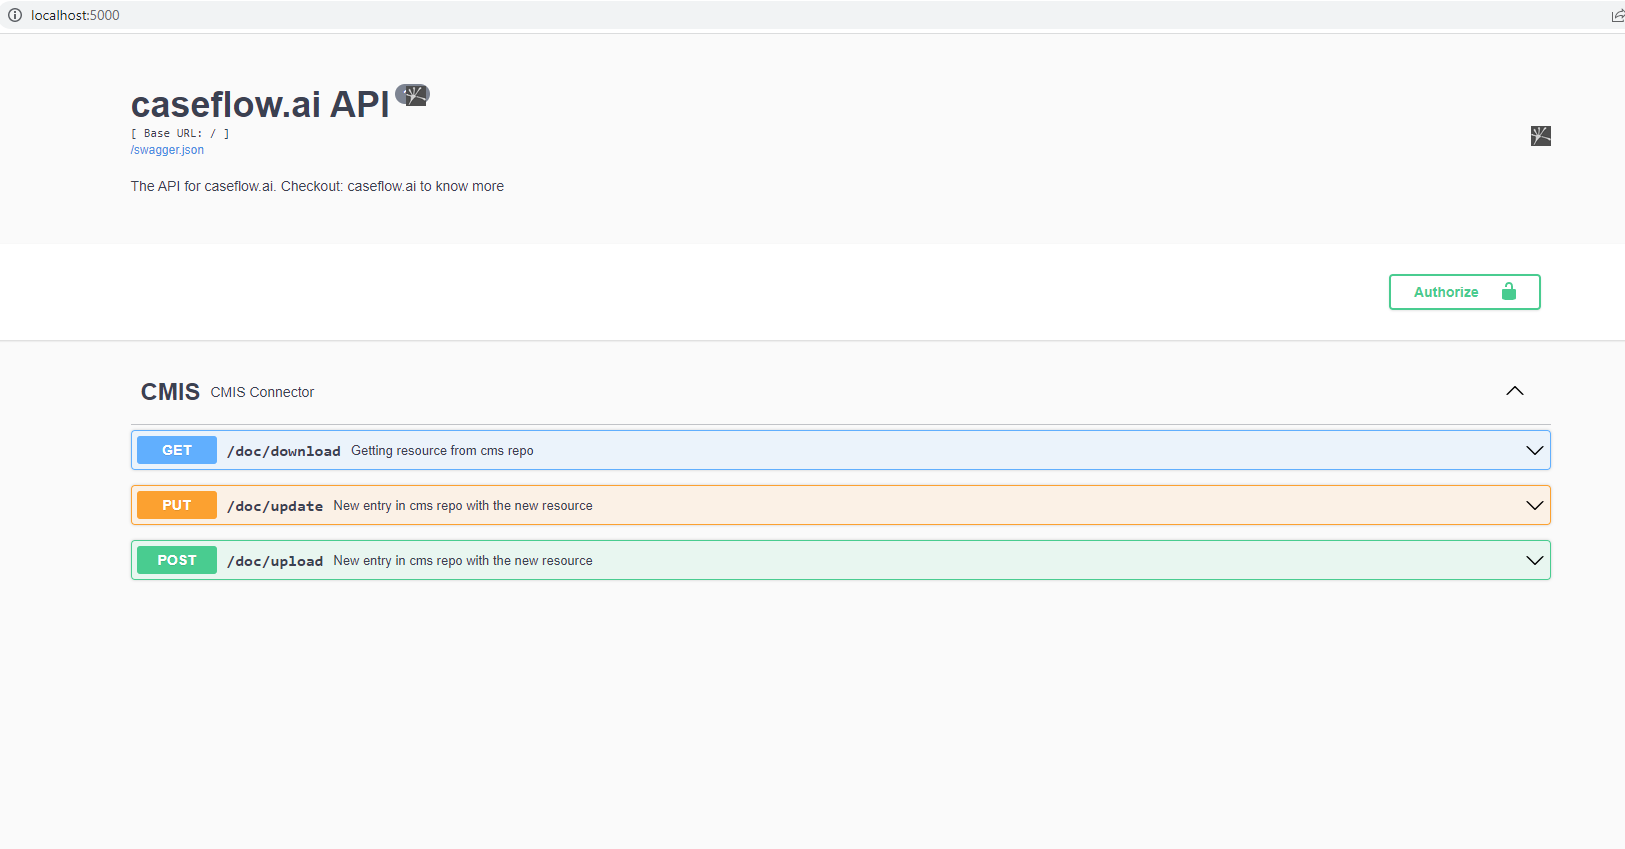 localhost:5000
caseflow.ai API
[ Base URL: / ]
/swagger.json
The API for caseflow.ai. Checkout: caseflow.ai to know more
Authorize
CMIS CMIS Connector
GET /doc/download Getting resource from cms repo
PUT /doc/update New entry in cms repo with the new resource
POST /doc/upload New entry in cms repo with the new resource